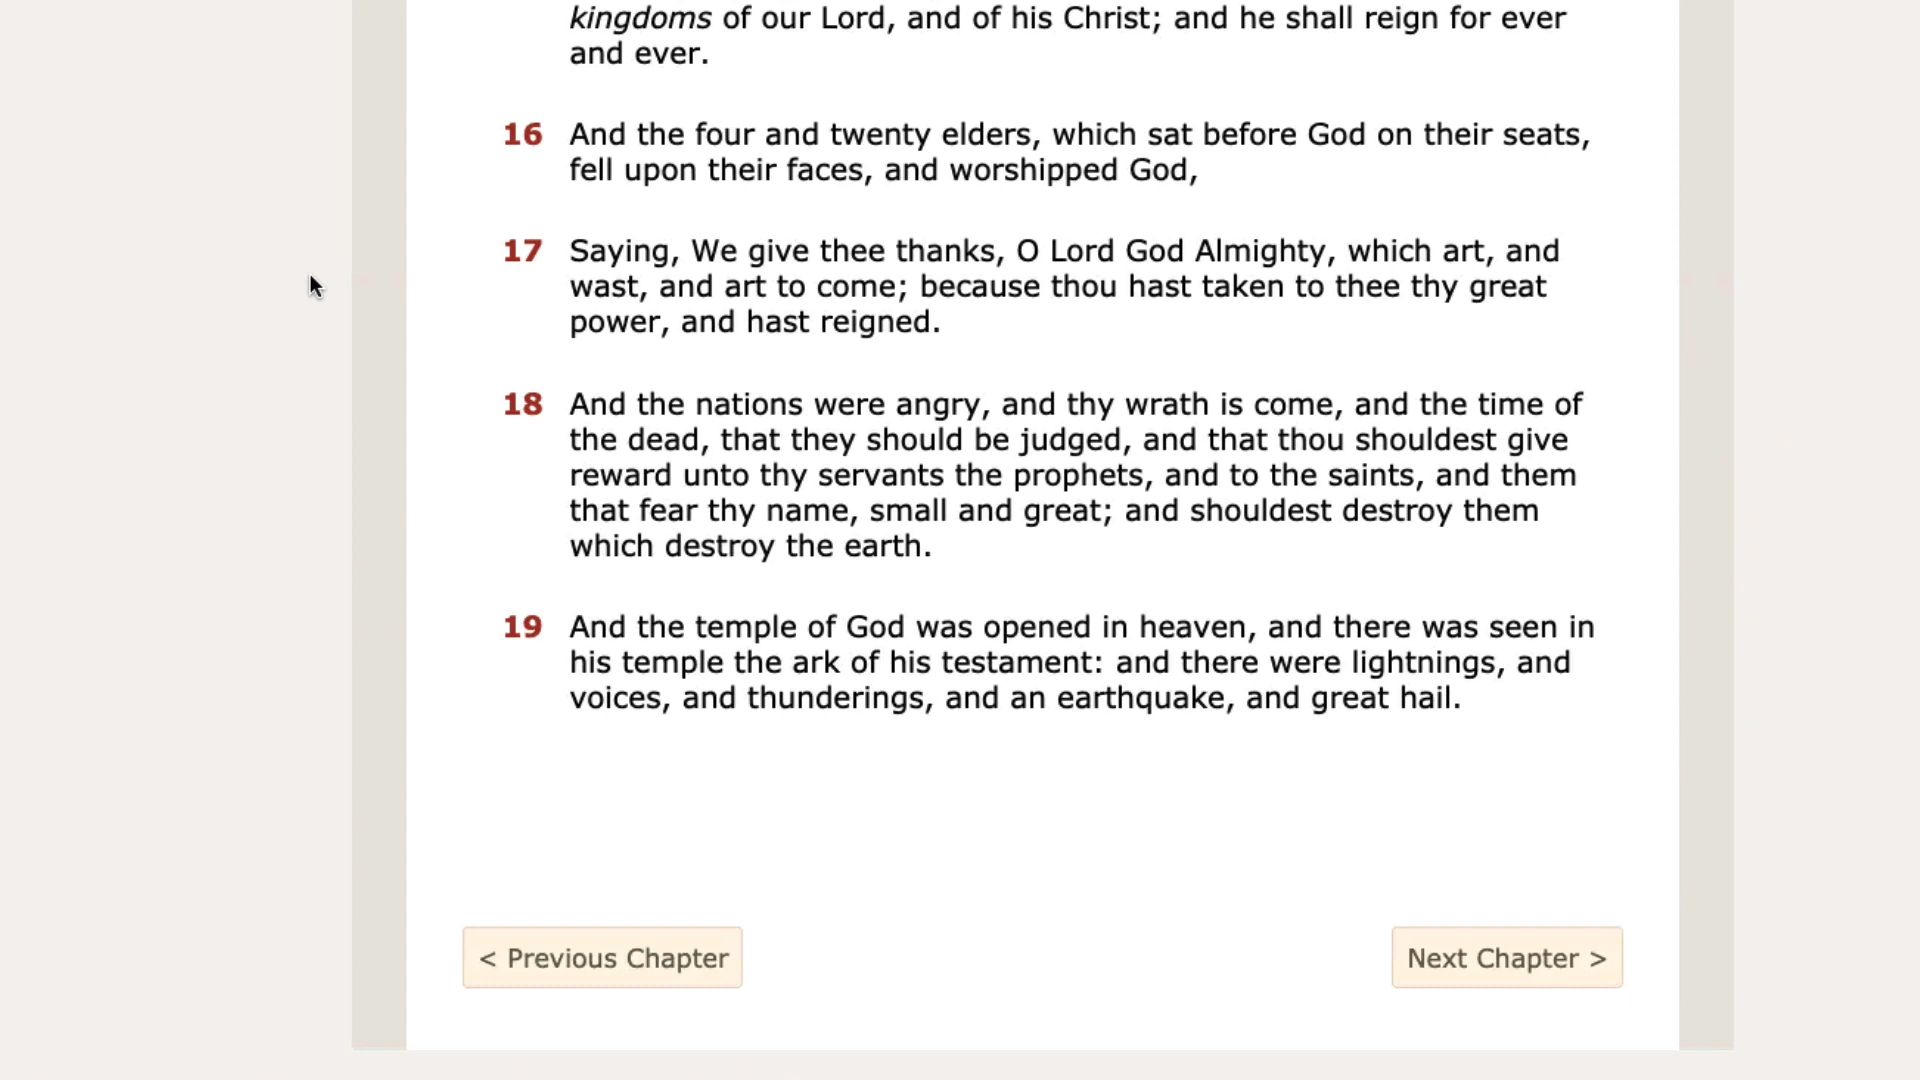 kingdoms of our Lord, and of his Christ; and he shall reign for ever
and ever.
16 And the four and twenty elders, which sat before God on their seats,
fell upon their faces, and worshipped God,
17 Saying, We give thee thanks, O Lord God Almighty, which art, and
wast, and art to come; because thou hast taken to thee thy great
power, and hast reigned.
18 And the nations were angry, and thy wrath is come, and the time of
the dead, that they should be judged, and that thou shouldest give
reward unto thy servants the prophets, and to the saints, and them
that fear thy name, small and great; and shouldest destroy them
which destroy the earth.
19 And the temple of God was opened in heaven, and there was seen in
his temple the ark of his testament: and there were lightnings, and
voices, and thunderings, and an earthquake, and great hail.
< Previous Chapter
Next Chapter >